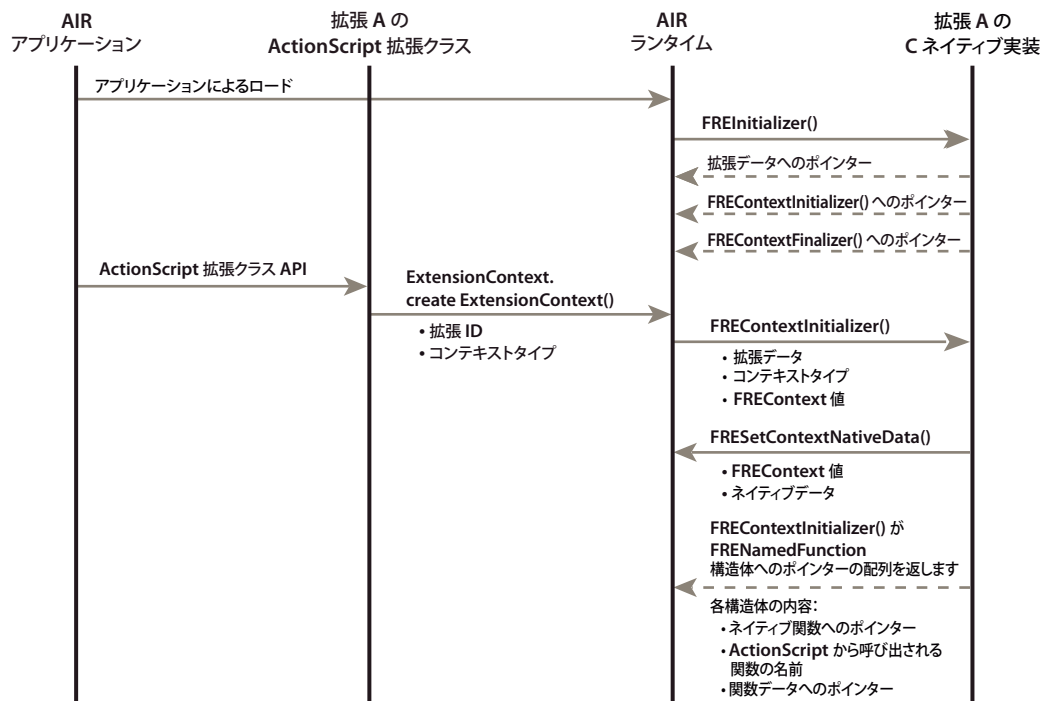 AIR
アプリケーション
拡張 A の
ActionScript 拡張クラス
AIR
ランタイム
拡張 A の
C ネイティブ実装
アプリケーションによるロード
FREInitializer()
拡張データへのポインター
FREContextInitializer() へのポインター
FREContextFinalizer() へのポインター
ActionScript 拡張クラス API
ExtensionContext.
create ExtensionContext()
• 拡張 ID
• コンテキストタイプ
FREContextInitializer()
• 拡張データ
• コンテキストタイプ
• FREContext 値
FRESetContextNativeData()
• FREContext 値
• ネイティブデータ
FREContextInitializer() が
FRENamedFunction
構造体へのポインターの配列を返します
各構造体の内容：
• ネイティブ関数へのポインター
• ActionScript から呼び出される
関数の名前
• 関数データへのポインター